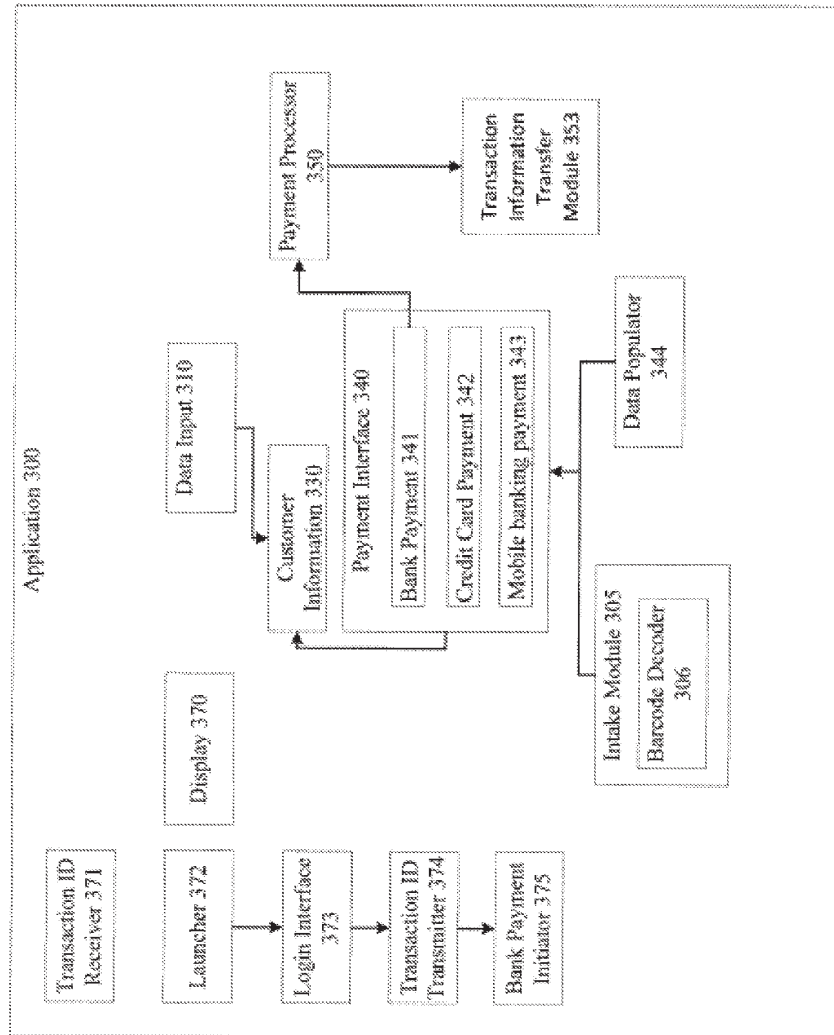 Application 300
Transaction ID
Receiver 371
Launcher 372
Display 370
Data Input 310
Login Interface
373
Customer
Information 330
Payment Processor
350
Transaction ID
Transmitter 374
Payment Interface 340
Bank Payment 341
Credit Card Payment 342
Mobile banking payment 343
Bank Payment
Initiator 375
Transaction
Information
Transfer
Module 353
Intake Module 305
Barcode Decoder
306
Data Populator
344